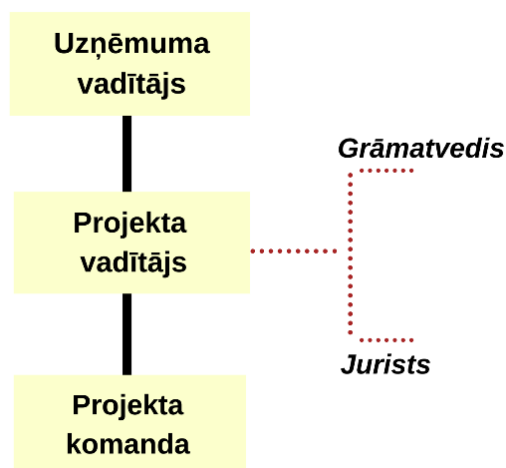 Uzņēmuma
vadītājs
Grāmatvedis
Projekta
vadītājs
Jurists
Projekta
komanda